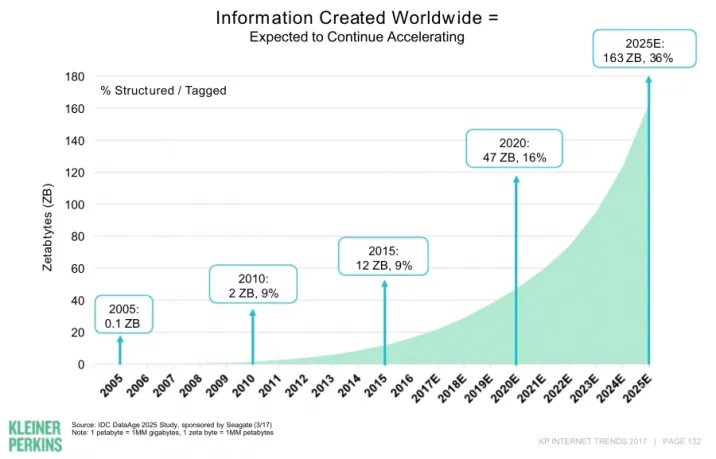 Information Created Worldwide =
Expected to Continue Accelerating
2025E:
163 ZB, 36%
% Structured / Tagged
2020:
47 ZB, 16%
2015:
12 ZB, 9%
2010:
2 ZB, 9%
2005:
0.1 ZB
Zetabtytes (ZB)
180
160
140
120
100
80
60
40
20
0
2005 2006 2007 2008 2009 2010 2011 2012 2013 2014 2015 2016 2017E 2018E 2019E 2020E 2021E 2022E 2023E 2024E 2025E
KLEINER
PERKINS
Source: IDC DataAge 2025 Study, sponsored by Seagate (3/17)
Note: 1 petabyte = 1MM gigabytes, 1 zeta byte = 1MM petabytes
KP INTERNET TRENDS 2017 | PAGE 132